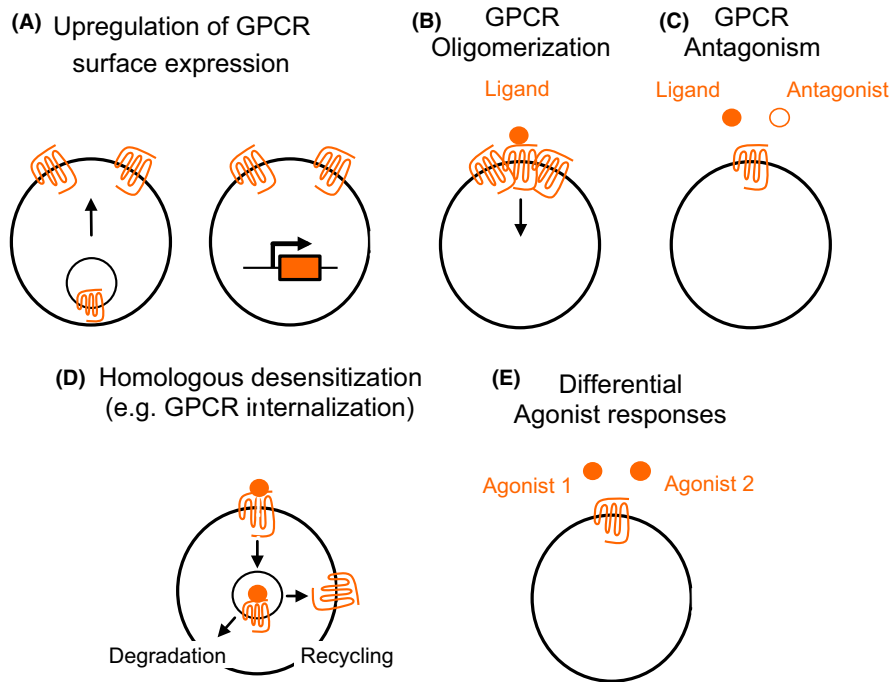 (A) Upregulation of GPCR
surface expression
(B) GPCR
Oligomerization
Ligand
(C) GPCR
Antagonism
Ligand Antagonist
(D) Homologous desensitization
(e.g. GPCR internalization)
Degradation Recycling
(E) Differential
Agonist responses
Agonist 1 Agonist 2